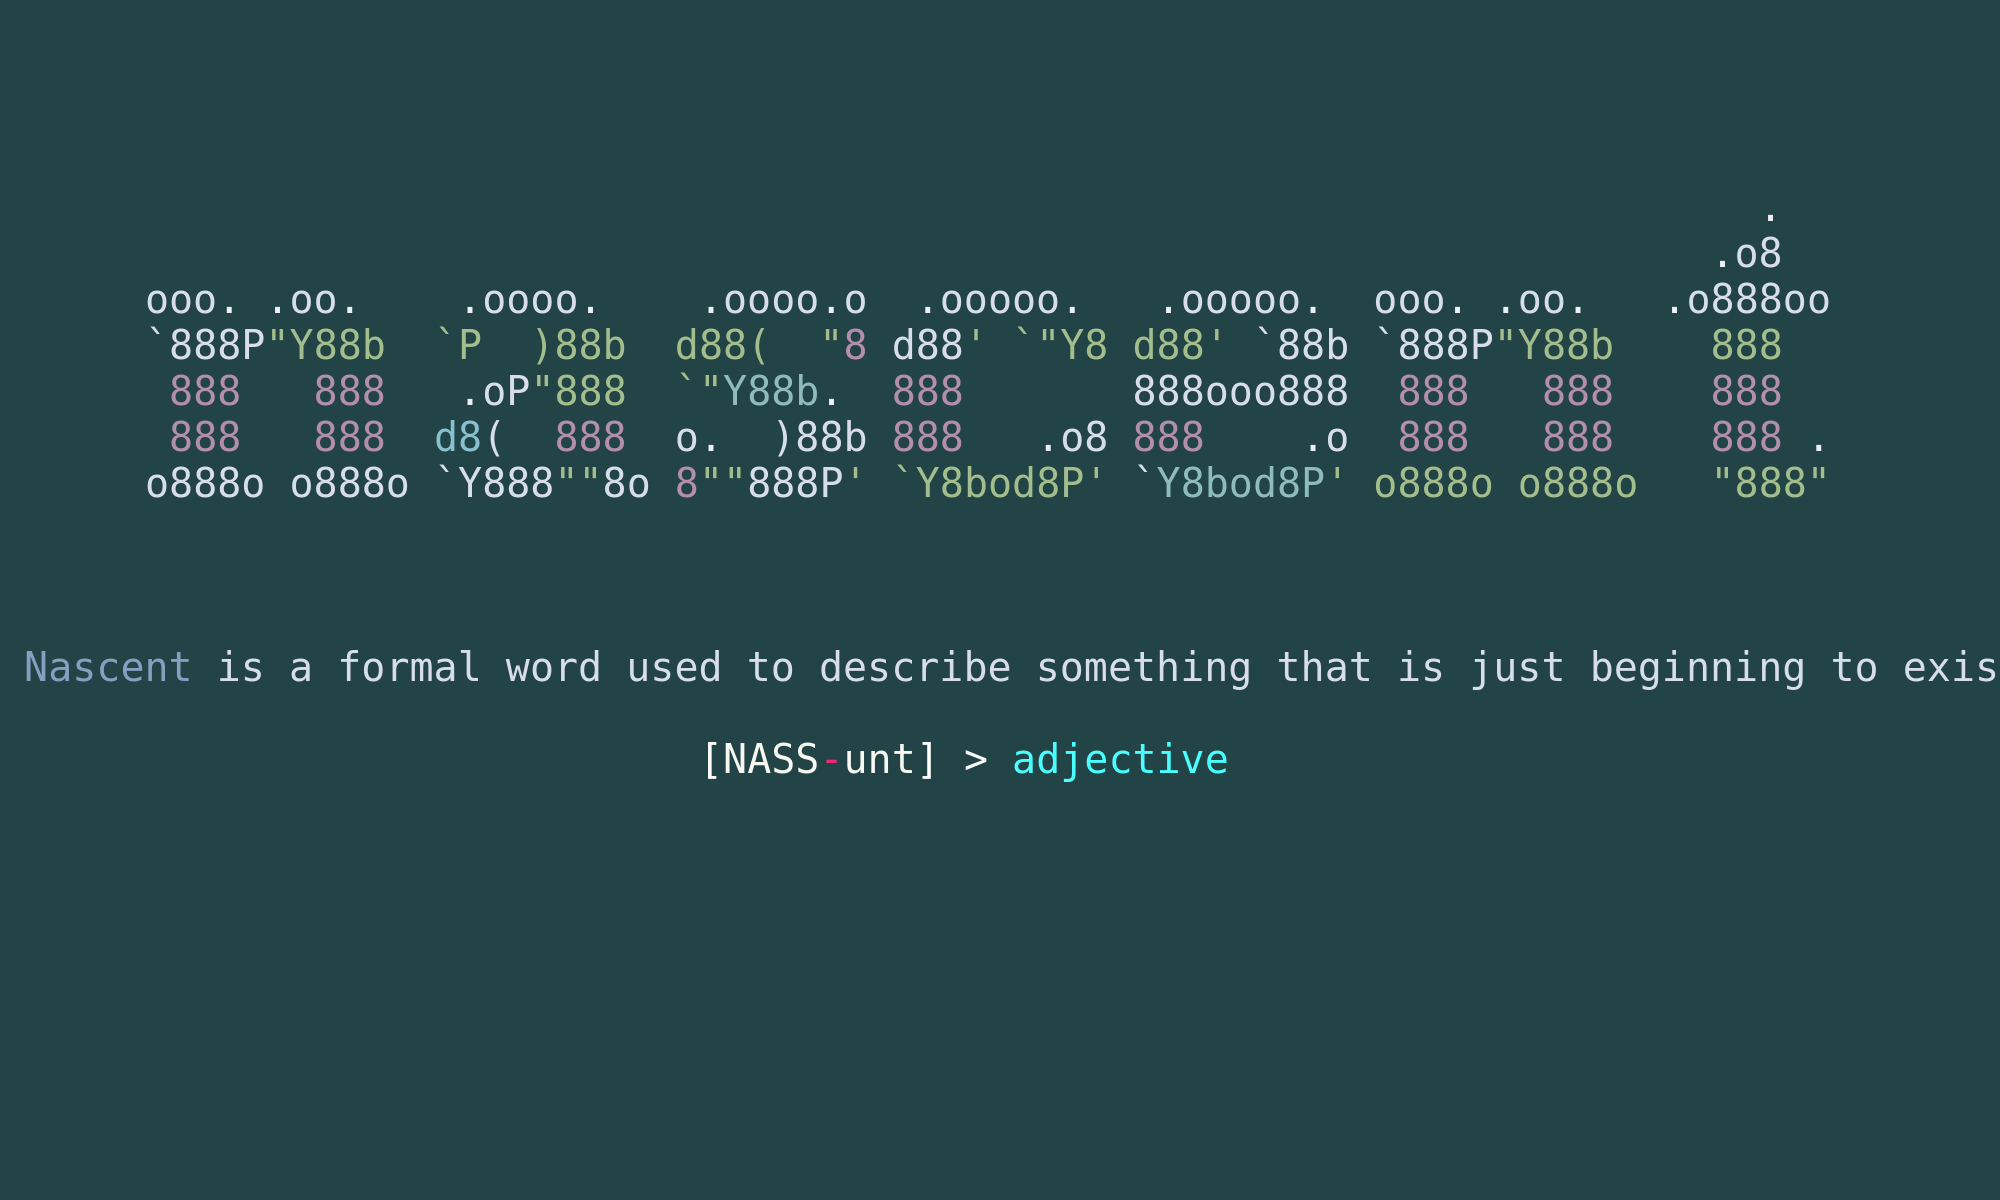 .
                                                                 .o8
ooo. .oo.    .oooo.    .oooo.o  .ooooo.   .ooooo.  ooo. .oo.   .o888oo
`888P"Y88b  `P  )88b  d88(  "8 d88' `"Y8 d88' `88b `888P"Y88b    888
 888   888   .oP"888  `"Y88b.  888       888ooo888  888   888    888
 888   888  d8(  888  o.  )88b 888   .o8 888    .o  888   888    888 .
o888o o888o `Y888""8o 8""888P' `Y8bod8P' `Y8bod8P' o888o o888o   "888"
Nascent is a formal word used to describe something that is just beginning to exis
[NASS-unt] > adjective